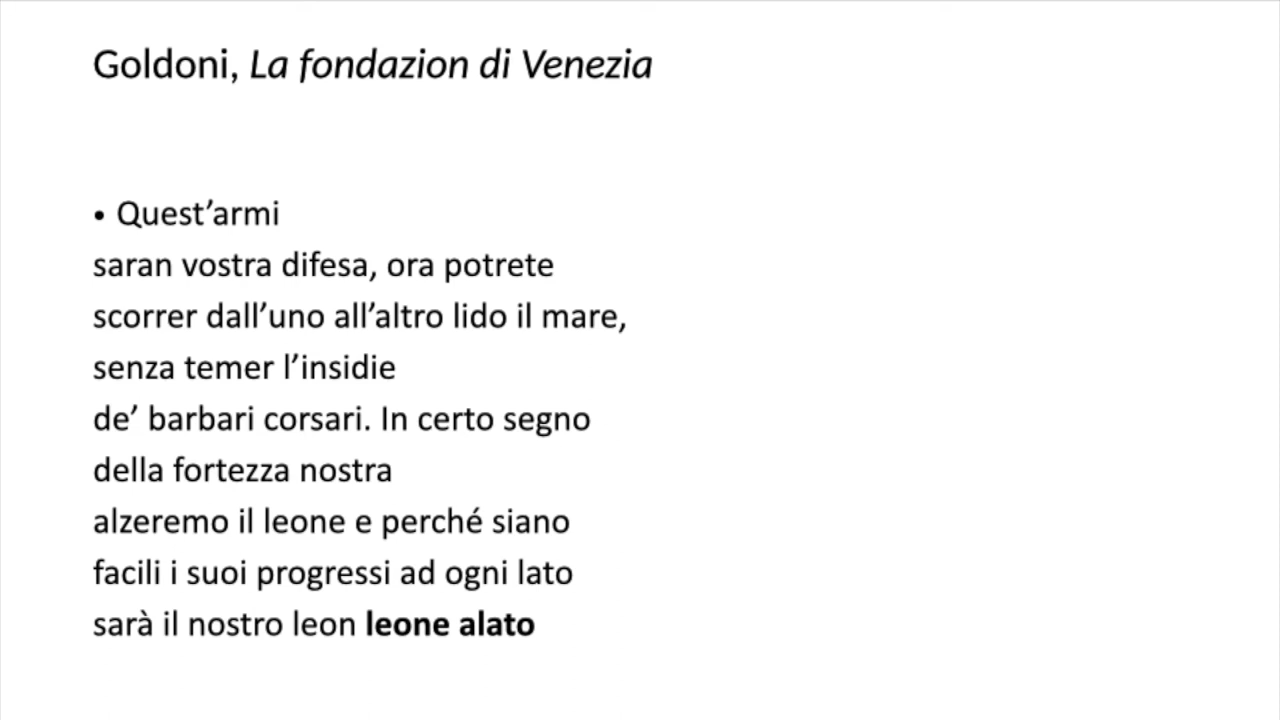 Goldoni, La fondazion di Venezia
• Quest’armi
saran vostra difesa, ora potrete
scorrer dall’uno all’altro lido il mare,
senza temer l’insidie
de’ barbari corsari. In certo segno
della fortezza nostra
alzeremo il leone e perché siano
facili i suoi progressi ad ogni lato
sarà il nostro leon leone alato